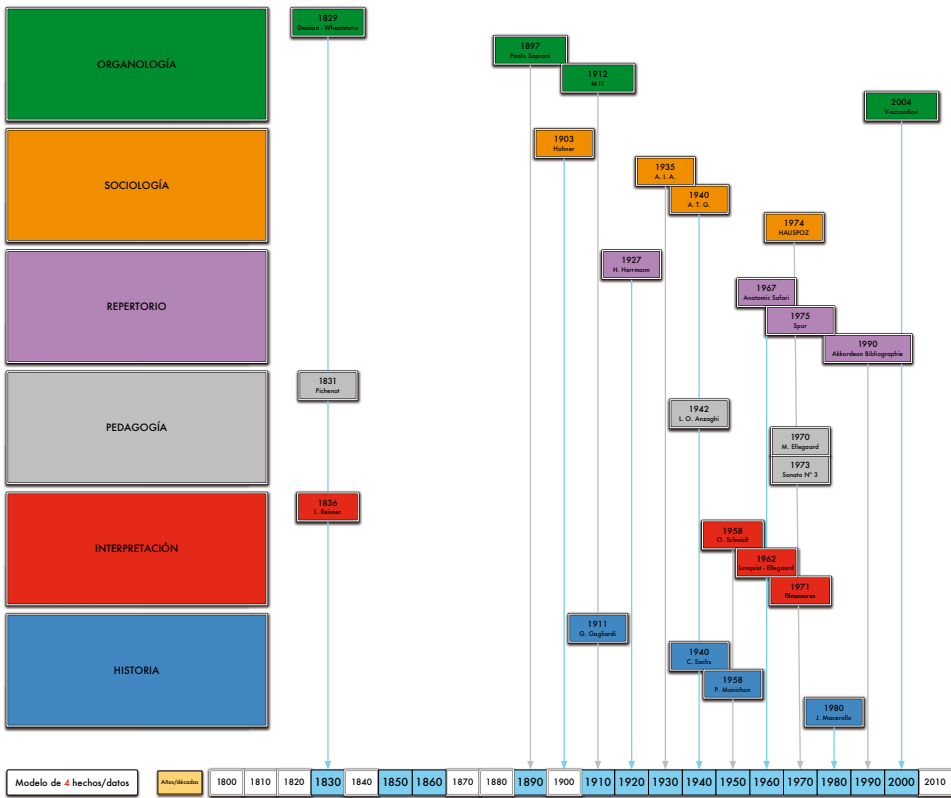 ORGANOLOGÍA
1829
Demian - Wheatstone
1897
Paolo Soprani
1912
M III
2004
V-accordion
SOCIOLOGÍA
1903
Hohner
1935
A. I. A.
1940
A. T. G.
1974
HAUSPOZ
REPERTORIO
1927
H. Herrmann
1967
Anatomic Safari
1975
Spur
1990
Akkordeon Bibliographie
PEDAGOGÍA
1831
Pichenot
1942
L. O. Anzaghi
1970
M. Ellegaard
1973
Sonata Nº 3
INTERPRETACIÓN
1836
L. Reisner
1958
O. Schmidt
1962
Lunquist - Ellegaard
1971
Dinosaurus
HISTORIA
1911
G. Gagliardi
1940
C. Sachs
1958
P. Monichon
1980
J. Macerollo
Modelo de 4 hechos/datos
Años/décadas
1800 1810 1820 1830 1840 1850 1860 1870 1880 1890 1900 1910 1920 1930 1940 1950 1960 1970 1980 1990 2000 2010